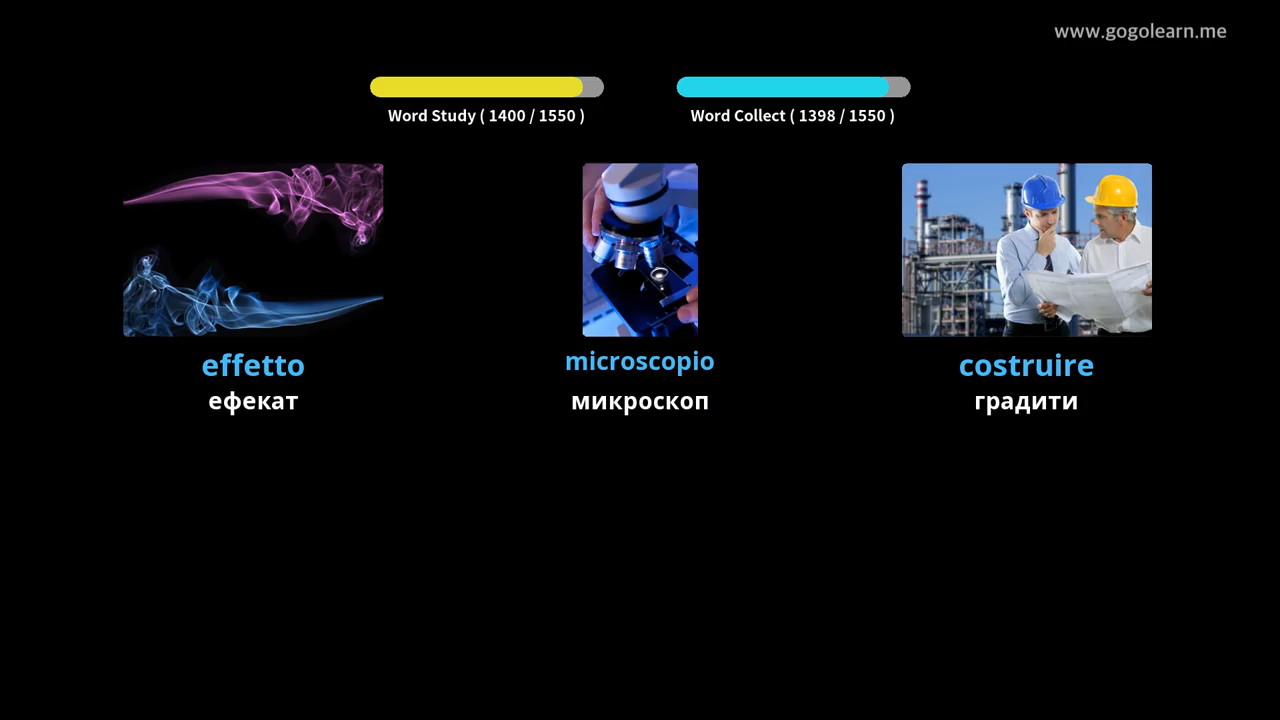 www.gogolearn.me
Word Study ( 1400 / 1550 )
Word Collect ( 1398 / 1550 )
effetto
microscopio
costruire
ефекат
микроскоп
градити